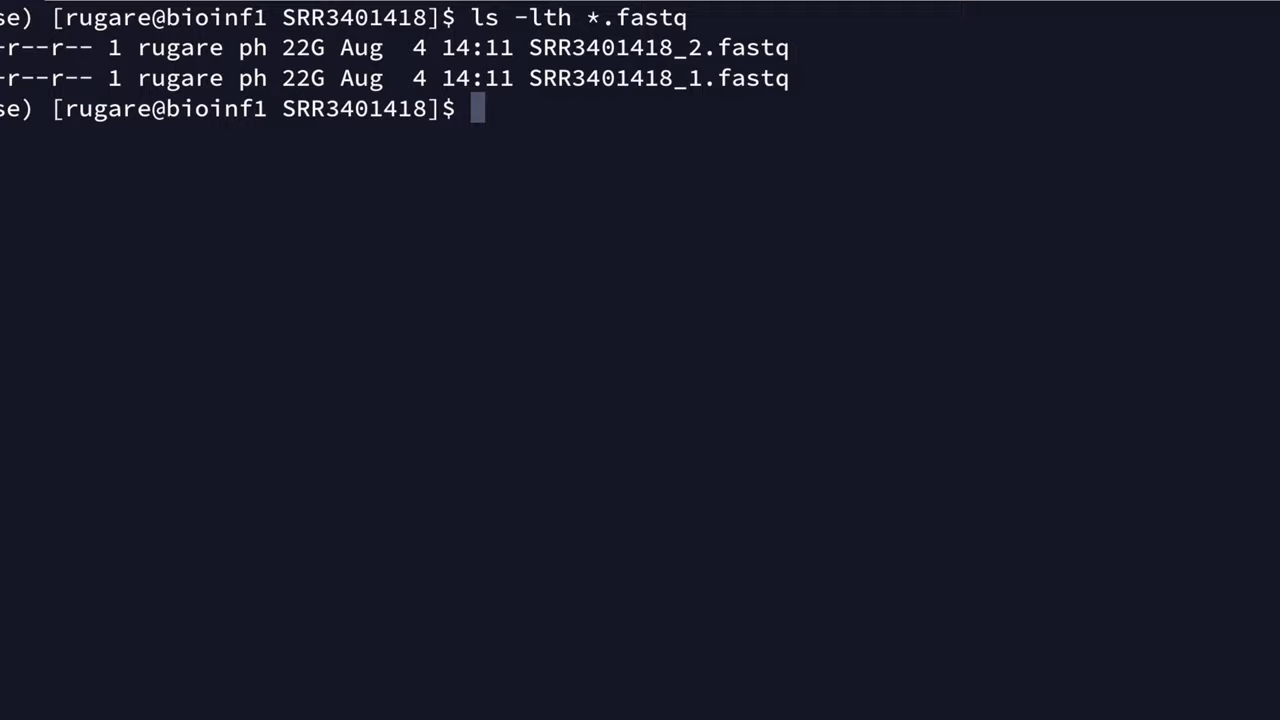 se) [rugare@bioinf1 SRR3401418]$ ls -lth *.fastq
-r--r-- 1 rugare ph 22G Aug  4 14:11 SRR3401418_2.fastq
-r--r-- 1 rugare ph 22G Aug  4 14:11 SRR3401418_1.fastq
se) [rugare@bioinf1 SRR3401418]$